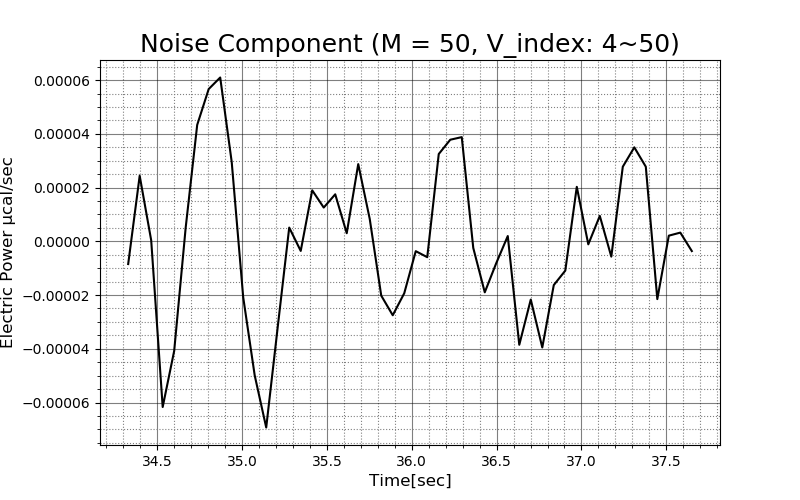 Noise Component (M = 50, V_index: 4~50)
Electric Power μcal/sec
0.00006
0.00004
0.00002
0.00000
−0.00002
−0.00004
−0.00006
34.5 35.0 35.5 36.0 36.5 37.0 37.5
Time[sec]